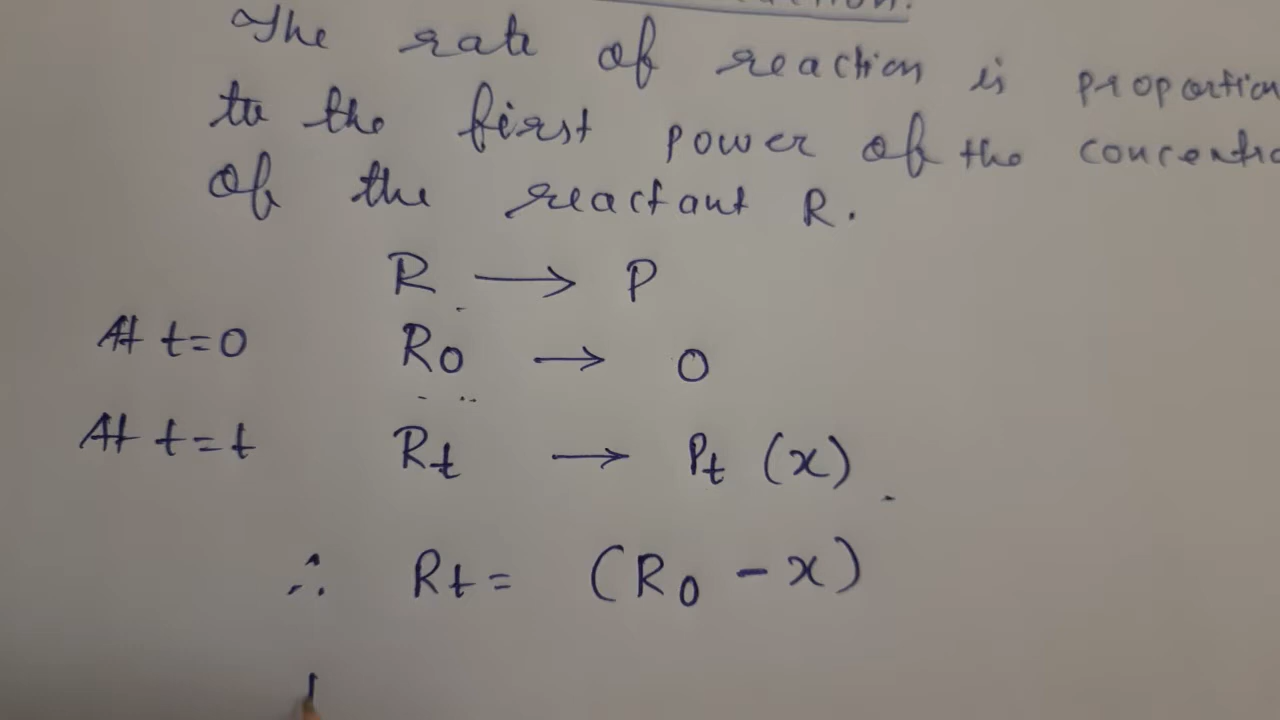 The rate of reaction is proportion
to the first power of the concentra
of the reactant R.
R → P
At t=0 R₀ → 0
At t=t Rt → Pt (x)
∴ Rt = (R₀ - x)